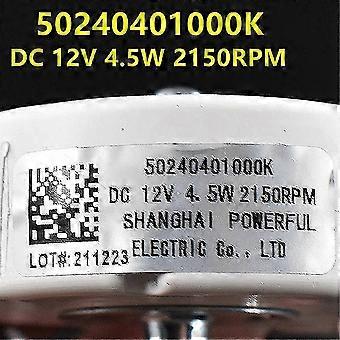 50240401000K
DC 12V 4.5W 2150RPM
50240401000K
DC 12V 4.5W 2150RPM
SHANGHAI POWERFUL
ELECTRIC Co., LTD
LOT#:211223